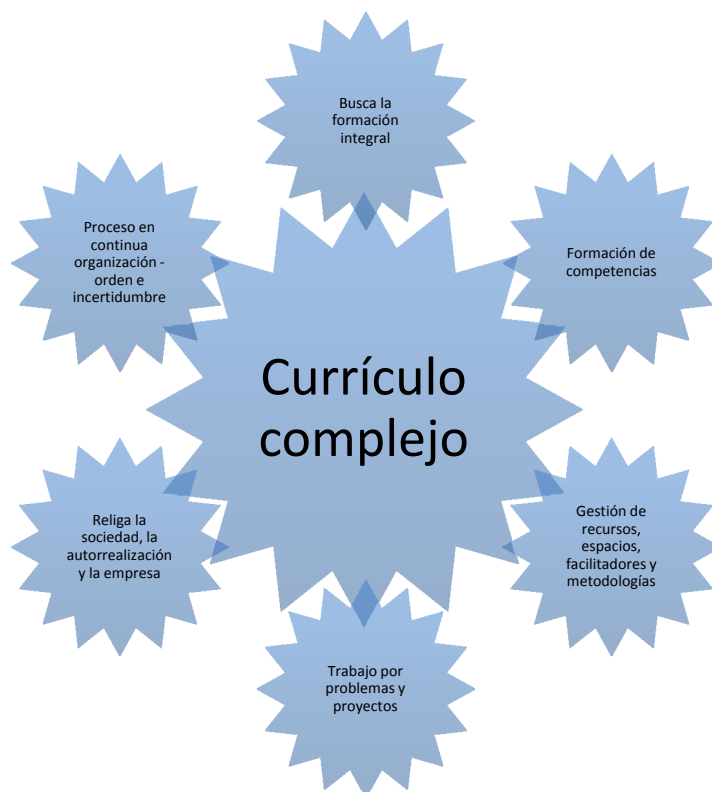 Busca la
formación
integral
Proceso en
continua
organización -
orden e
incertidumbre
Formación de
competencias
Currículo
complejo
Religa la
sociedad, la
autorrealización
y la empresa
Gestión de
recursos,
espacios,
facilitadores y
metodologías
Trabajo por
problemas y
proyectos